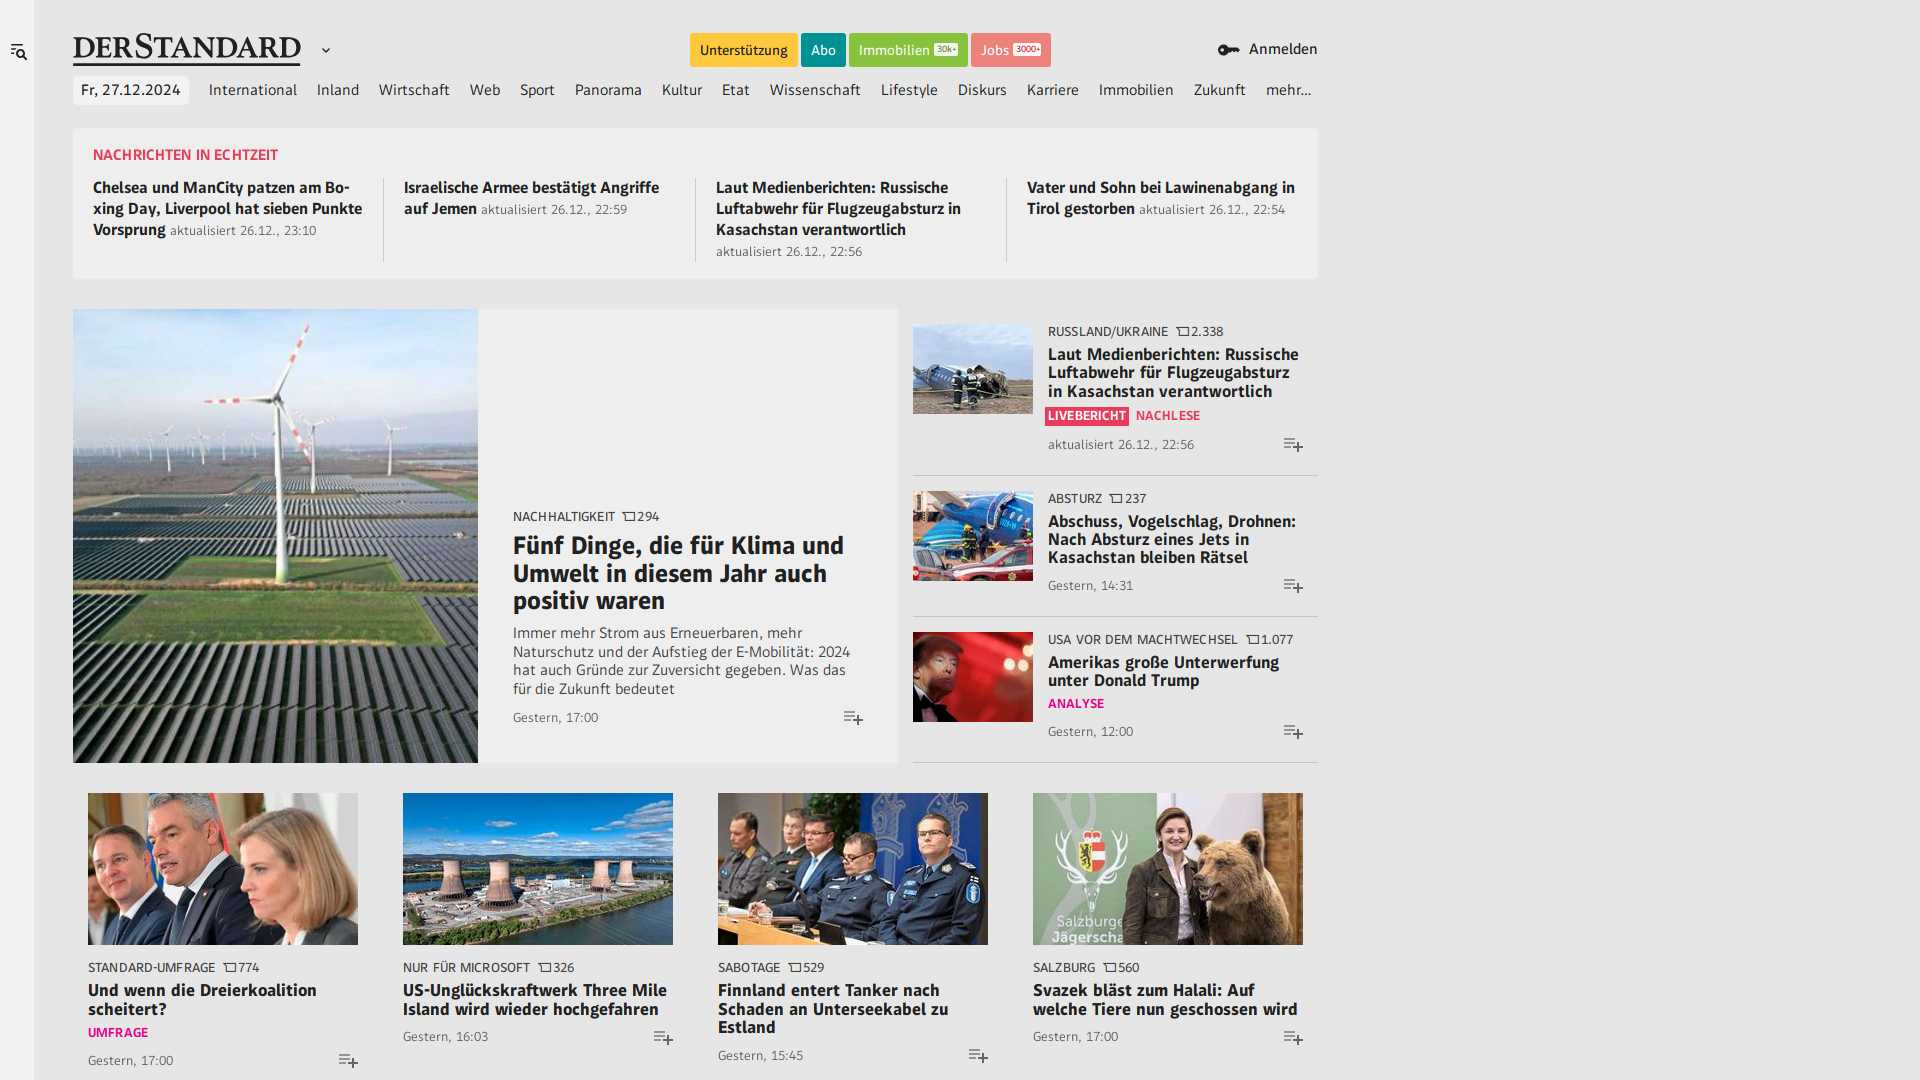 DERSTANDARD
Unterstützung
Abo
Immobilien 30k+
Jobs 3000+
Anmelden
Fr, 27.12.2024
International
Inland
Wirtschaft
Web
Sport
Panorama
Kultur
Etat
Wissenschaft
Lifestyle
Diskurs
Karriere
Immobilien
Zukunft
mehr...
NACHRICHTEN IN ECHTZEIT
Chelsea und ManCity patzen am Bo-
xing Day, Liverpool hat sieben Punkte
Vorsprung aktualisiert 26.12., 23:10
Israelische Armee bestätigt Angriffe
auf Jemen aktualisiert 26.12., 22:59
Laut Medienberichten: Russische
Luftabwehr für Flugzeugabsturz in
Kasachstan verantwortlich
aktualisiert 26.12., 22:56
Vater und Sohn bei Lawinenabgang in
Tirol gestorben aktualisiert 26.12., 22:54
NACHHALTIGKEIT 294
Fünf Dinge, die für Klima und
Umwelt in diesem Jahr auch
positiv waren
Immer mehr Strom aus Erneuerbaren, mehr
Naturschutz und der Aufstieg der E-Mobilität: 2024
hat auch Gründe zur Zuversicht gegeben. Was das
für die Zukunft bedeutet
Gestern, 17:00
RUSSLAND/UKRAINE 2.338
Laut Medienberichten: Russische
Luftabwehr für Flugzeugabsturz
in Kasachstan verantwortlich
LIVEBERICHT NACHLESE
aktualisiert 26.12., 22:56
ABSTURZ 237
Abschuss, Vogelschlag, Drohnen:
Nach Absturz eines Jets in
Kasachstan bleiben Rätsel
Gestern, 14:31
USA VOR DEM MACHTWECHSEL 1.077
Amerikas große Unterwerfung
unter Donald Trump
ANALYSE
Gestern, 12:00
STANDARD-UMFRAGE 774
Und wenn die Dreierkoalition
scheitert?
UMFRAGE
Gestern, 17:00
NUR FÜR MICROSOFT 326
US-Unglückskraftwerk Three Mile
Island wird wieder hochgefahren
Gestern, 16:03
SABOTAGE 529
Finnland entert Tanker nach
Schaden an Unterseekabel zu
Estland
Gestern, 15:45
Salzburge
Jägerscha
SALZBURG 560
Svazek bläst zum Halali: Auf
welche Tiere nun geschossen wird
Gestern, 17:00